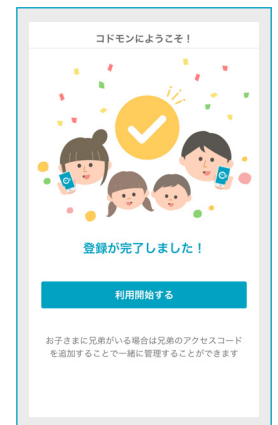 コドモンにようこそ！
登録が完了しました！
利用開始する
お子さまに兄弟がいる場合は兄弟のアクセスコード
を追加することで一緒に管理することができます